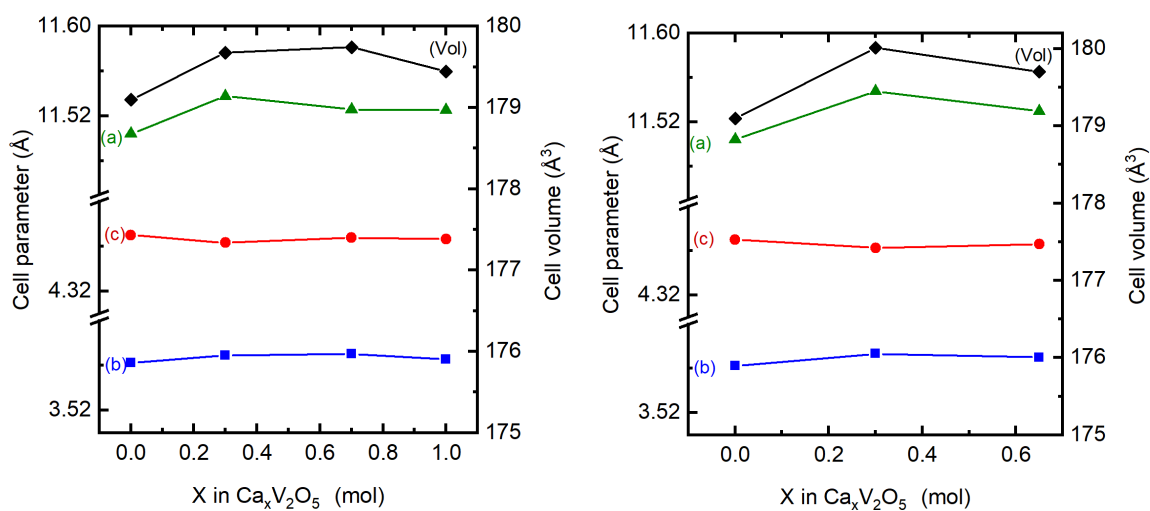 11.60
11.52
4.32
3.52
Cell parameter (Å)
(Vol)
(a)
(c)
(b)
180
179
178
177
176
175
Cell volume (Å³)
0.0 0.2 0.4 0.6 0.8 1.0
X in CaₓV₂O₅ (mol)
11.60
11.52
4.32
3.52
Cell parameter (Å)
(Vol)
(a)
(c)
(b)
180
179
178
177
176
175
Cell volume (Å³)
0.0 0.2 0.4 0.6
X in CaₓV₂O₅ (mol)